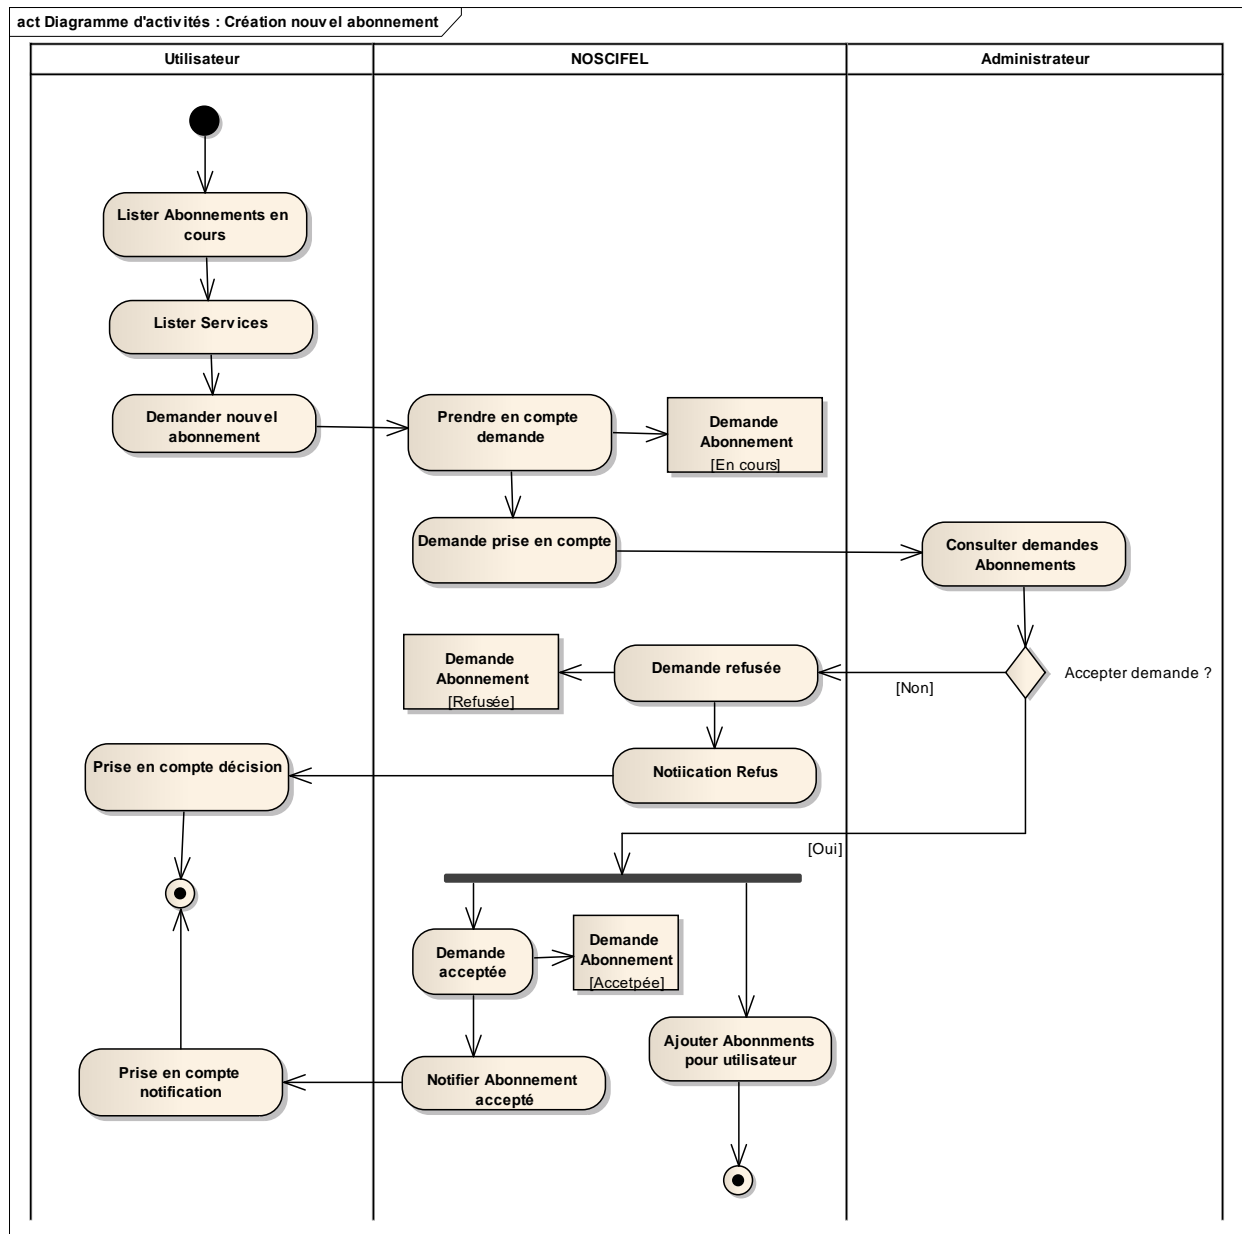 act Diagramme d'activités : Création nouvel abonnement
Utilisateur
NOSCIFEL
Administrateur
Lister Abonnements en
cours
Lister Services
Demander nouvel
abonnement
Prendre en compte
demande
Demande
Abonnement
[En cours]
Demande prise en compte
Consulter demandes
Abonnements
Accepter demande ?
[Non]
Demande refusée
Demande
Abonnement
[Refusée]
Notiication Refus
Prise en compte décision
[Oui]
Demande
acceptée
Demande
Abonnement
[Accetpée]
Ajouter Abonnments
pour utilisateur
Notifier Abonnement
accepté
Prise en compte
notification